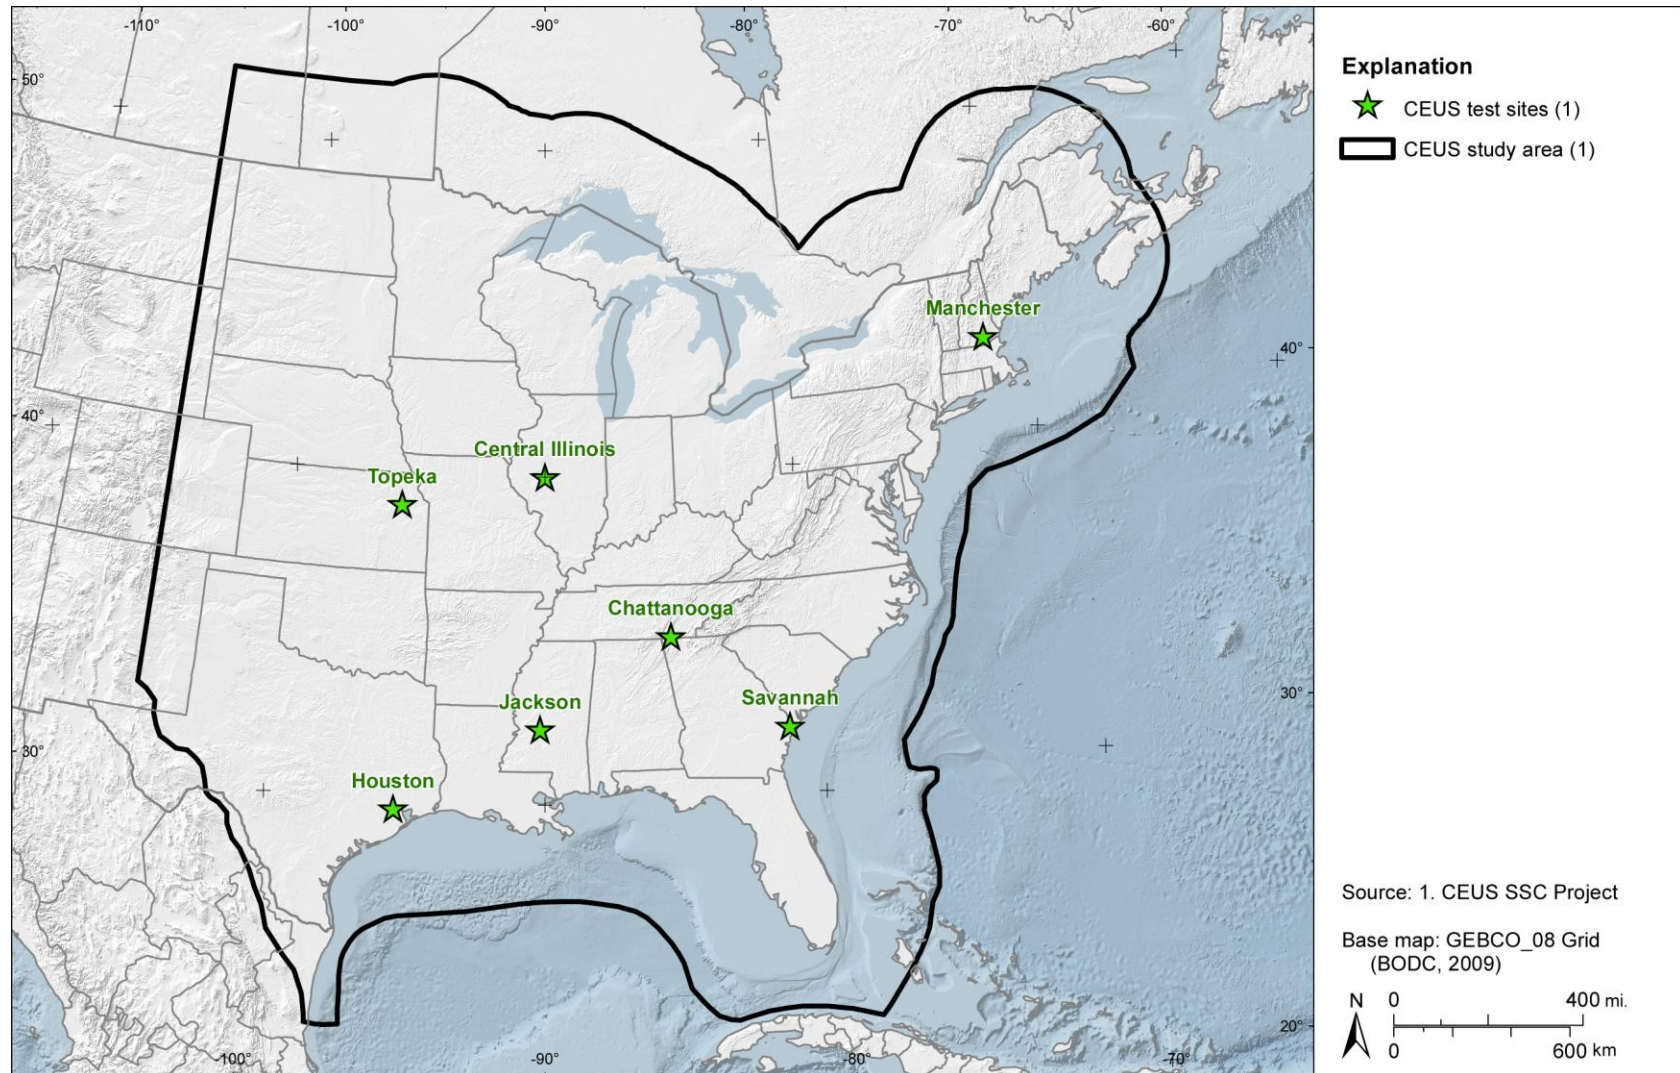 -110°
-100°
-90°
-80°
-70°
-60°
50°
40°
30°
40°
30°
20°
Manchester
Central Illinois
Topeka
Chattanooga
Jackson
Savannah
Houston
-100°
-90°
-80°
-70°
Explanation
CEUS test sites (1)
CEUS study area (1)
Source: 1. CEUS SSC Project
Base map: GEBCO_08 Grid
(BODC, 2009)
N
0 400 mi.
0 600 km